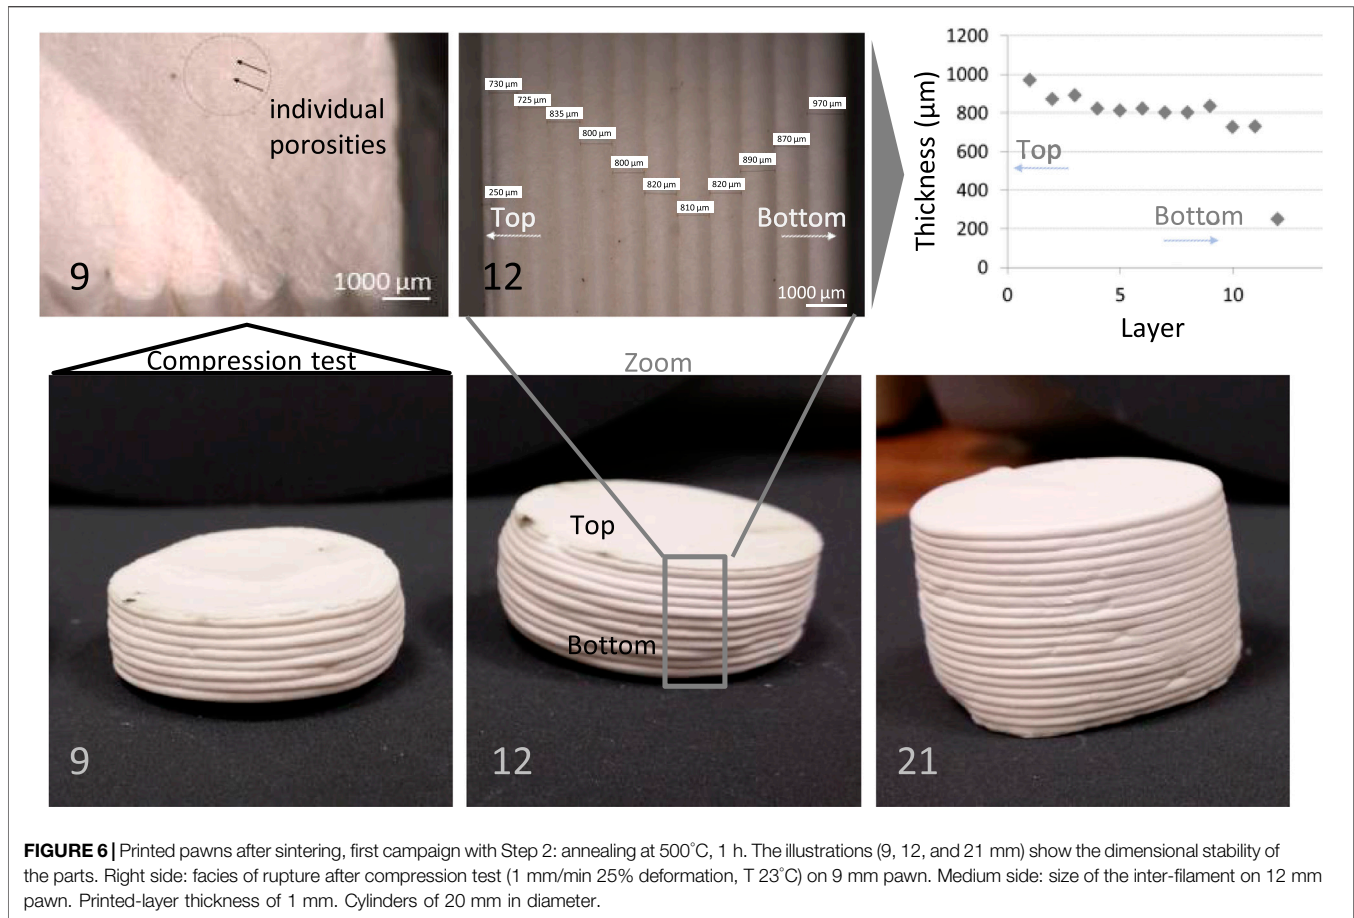 individual
porosities
9
1000 µm
730 µm
725 µm
835 µm
800 µm
800 µm
820 µm
810 µm
820 µm
890 µm
870 µm
970 µm
250 µm
Top
Bottom
12
1000 µm
1200
1000
800
600
400
200
0
Thickness (µm)
Top
Bottom
0
5
10
Layer
Compression test
Zoom
9
Top
Bottom
12
21
FIGURE 6 | Printed pawns after sintering, first campaign with Step 2: annealing at 500°C, 1 h. The illustrations (9, 12, and 21 mm) show the dimensional stability of
the parts. Right side: facies of rupture after compression test (1 mm/min 25% deformation, T 23°C) on 9 mm pawn. Medium side: size of the inter-filament on 12 mm
pawn. Printed-layer thickness of 1 mm. Cylinders of 20 mm in diameter.